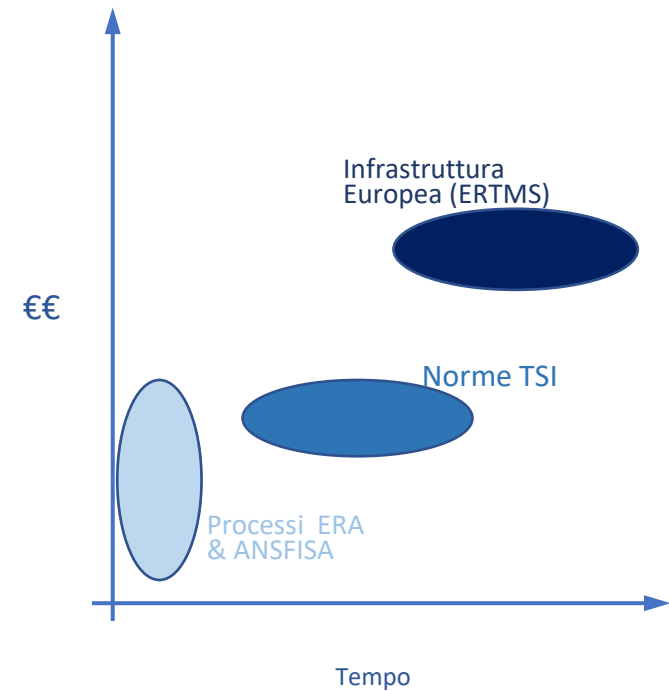 Infrastruttura
Europea (ERTMS)
€€
Norme TSI
Processi ERA
& ANSFISA
Tempo